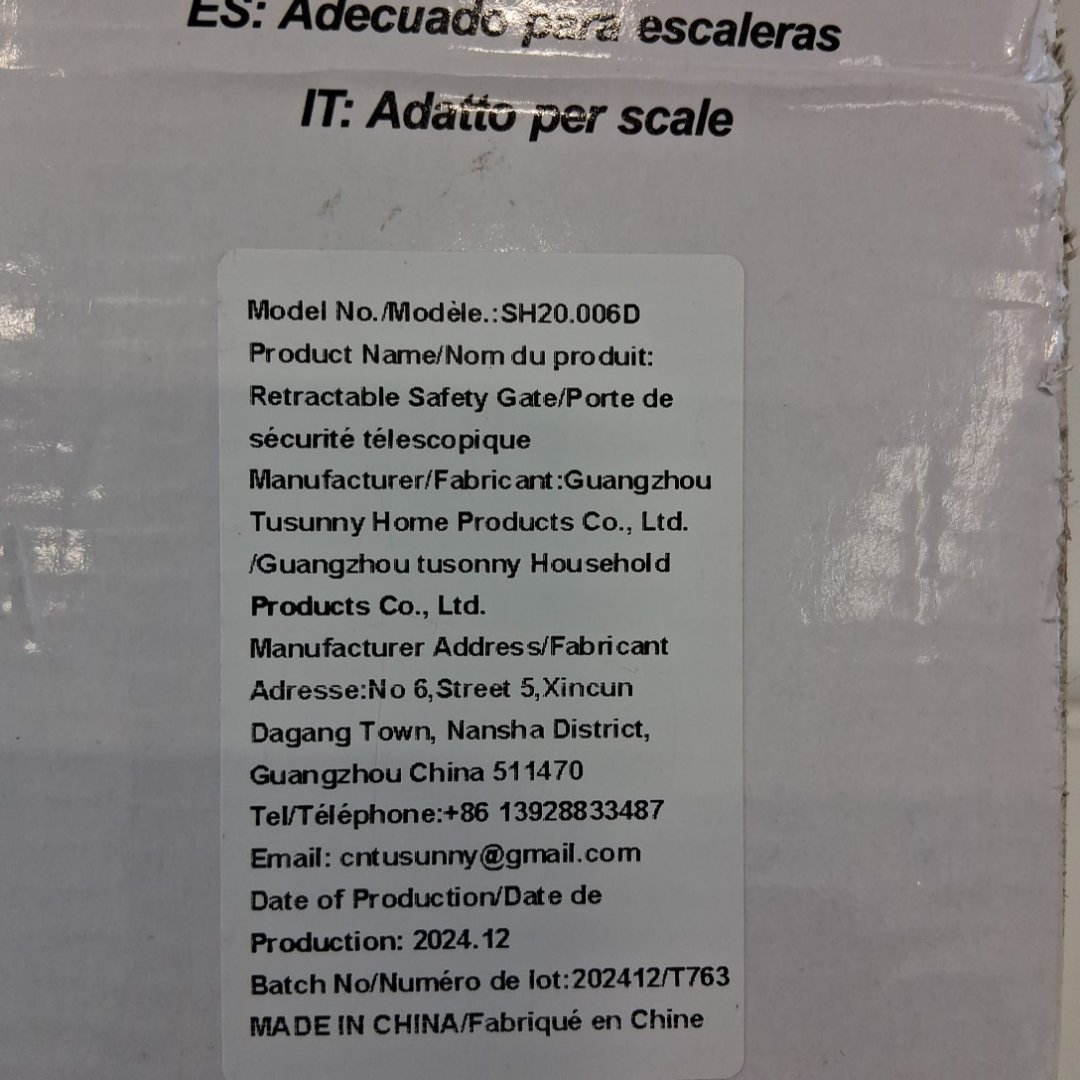 ES: Adecuado para escaleras
IT: Adatto per scale
Model No./Modèle.:SH20.006D
Product Name/Nom du produit:
Retractable Safety Gate/Porte de
sécurité télescopique
Manufacturer/Fabricant:Guangzhou
Tusunny Home Products Co., Ltd.
/Guangzhou tusonny Household
Products Co., Ltd.
Manufacturer Address/Fabricant
Adresse:No 6,Street 5,Xincun
Dagang Town, Nansha District,
Guangzhou China 511470
Tel/Téléphone:+86 13928833487
Email: cntusunny@gmail.com
Date of Production/Date de
Production: 2024.12
Batch No/Numéro de lot:202412/T763
MADE IN CHINA/Fabriqué en Chine